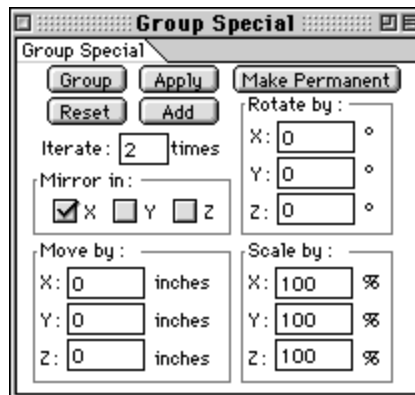 Group Special
Group Special
Group Apply Make Permanent
Reset Add
Iterate: 2 times
Mirror in:
X Y Z
Rotate by:
X: 0 °
Y: 0 °
Z: 0 °
Move by:
X: 0 inches
Y: 0 inches
Z: 0 inches
Scale by:
X: 100 %
Y: 100 %
Z: 100 %